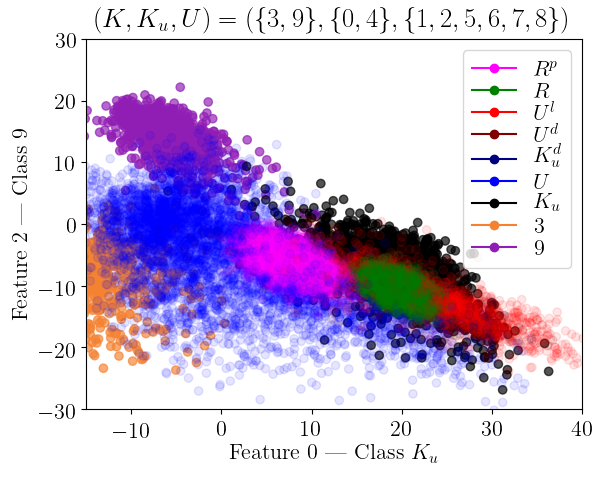 (K, K_u, U) = ({3, 9}, {0, 4}, {1, 2, 5, 6, 7, 8})
30
20
10
0
−10
−20
−30
Feature 2 — Class 9
R^p
R
U^l
U^d
K_u^d
U
K_u
3
9
−10
0
10
20
30
40
Feature 0 — Class K_u